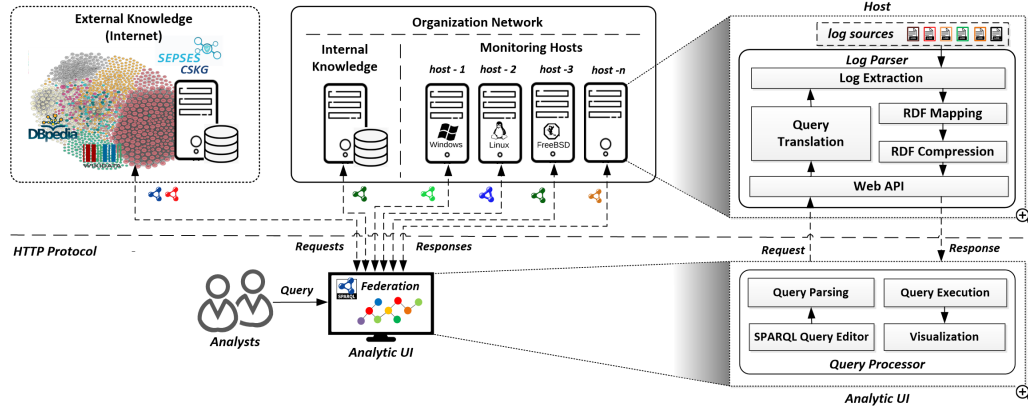 External Knowledge
(Internet)
SEPSES
CSKG
DBpedia
WIKIDATA
Organization Network
Internal
Knowledge
Monitoring Hosts
host - 1
host - 2
host -3
host -n
Windows
Linux
FreeBSD
Host
log sources
Log Parser
Log Extraction
Query
Translation
RDF Mapping
RDF Compression
Web API
HTTP Protocol
Requests
Responses
Request
Response
Query
Analysts
SPARQL
Federation
Analytic UI
Query Parsing
Query Execution
SPARQL Query Editor
Visualization
Query Processor
Analytic UI